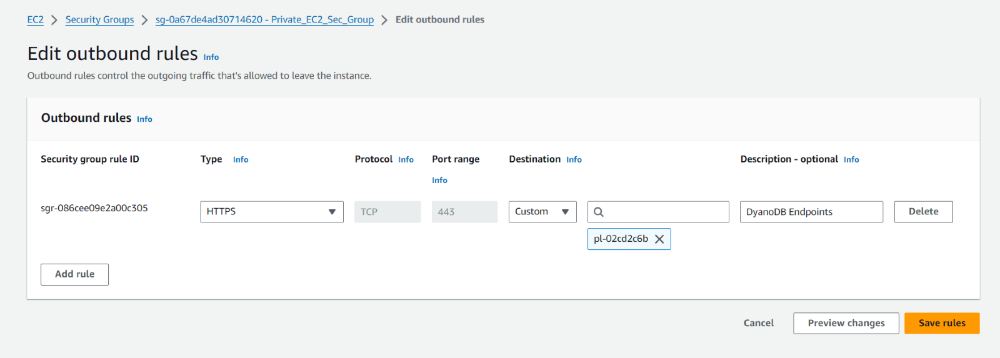 EC2 > Security Groups > sg-0a67de4ad30714620 - Private_EC2_Sec_Group > Edit outbound rules
Edit outbound rules Info
Outbound rules control the outgoing traffic that's allowed to leave the instance.
Outbound rules Info
Security group rule ID Type Info Protocol Info Port range Info Destination Info Description - optional Info
sgr-086cee09e2a00c305 HTTPS TCP 443 Custom DyanoDB Endpoints Delete
pl-02cd2c6b
Add rule
Cancel Preview changes Save rules